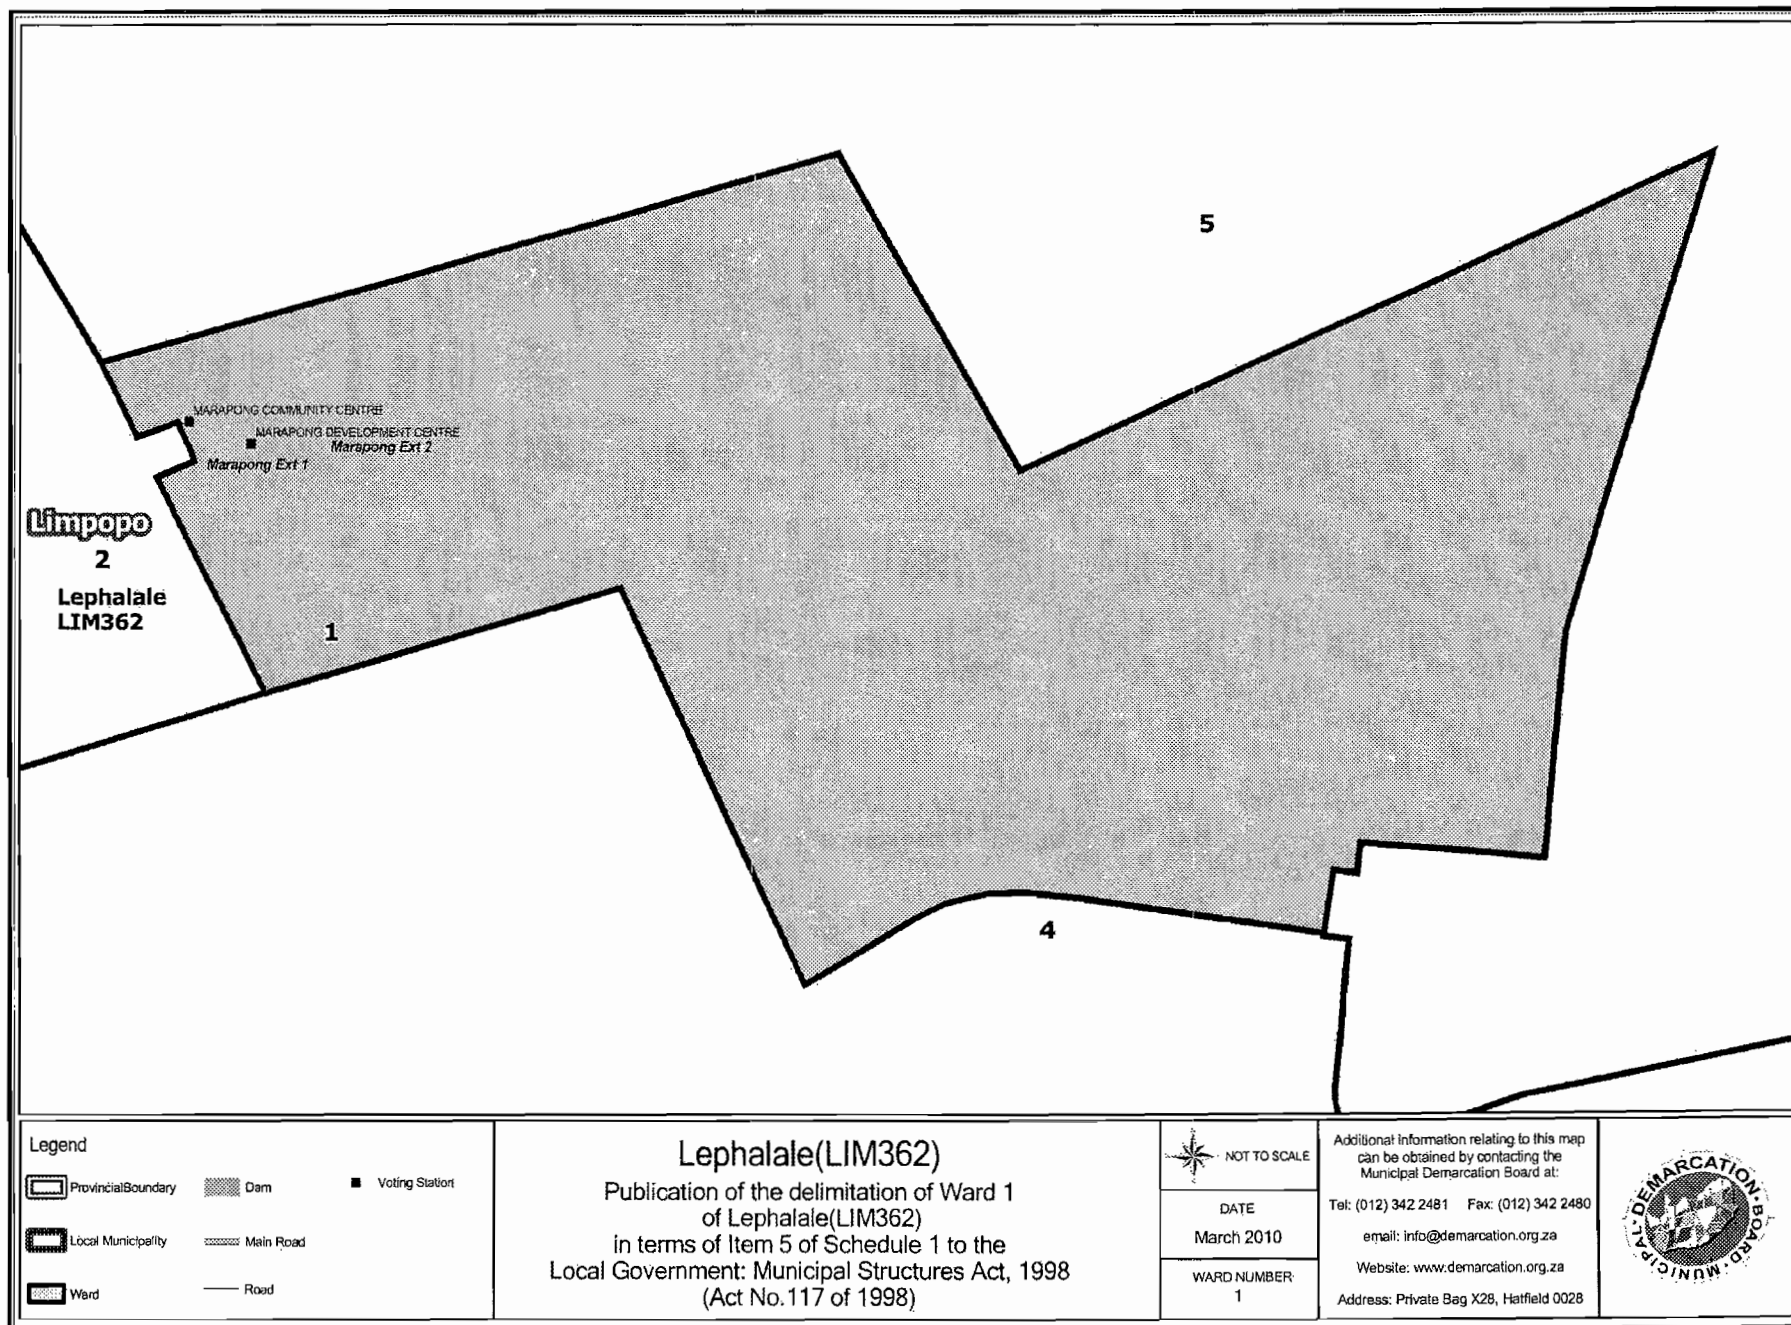 5
MARAPONG COMMUNITY CENTRE
MARAPONG DEVELOPMENT CENTRE
Marapong Ext 2
Marapong Ext 1
Limpopo
2
Lephalale
LIM362
1
4
Legend
ProvincialBoundary
Dam
Voting Station
Local Municipality
Main Road
Ward
Road
Lephalale(LIM362)
Publication of the delimitation of Ward 1
of Lephalale(LIM362)
in terms of Item 5 of Schedule 1 to the
Local Government: Municipal Structures Act, 1998
(Act No.117 of 1998)
NOT TO SCALE
DATE
March 2010
WARD NUMBER
1
Additional information relating to this map
can be obtained by contacting the
Municipal Demarcation Board at:
Tel: (012) 342 2481 Fax: (012) 342 2480
email: info@demarcation.org.za
Website: www.demarcation.org.za
Address: Private Bag X28, Hatfield 0028
MUNICIPAL DEMARCATION BOARD